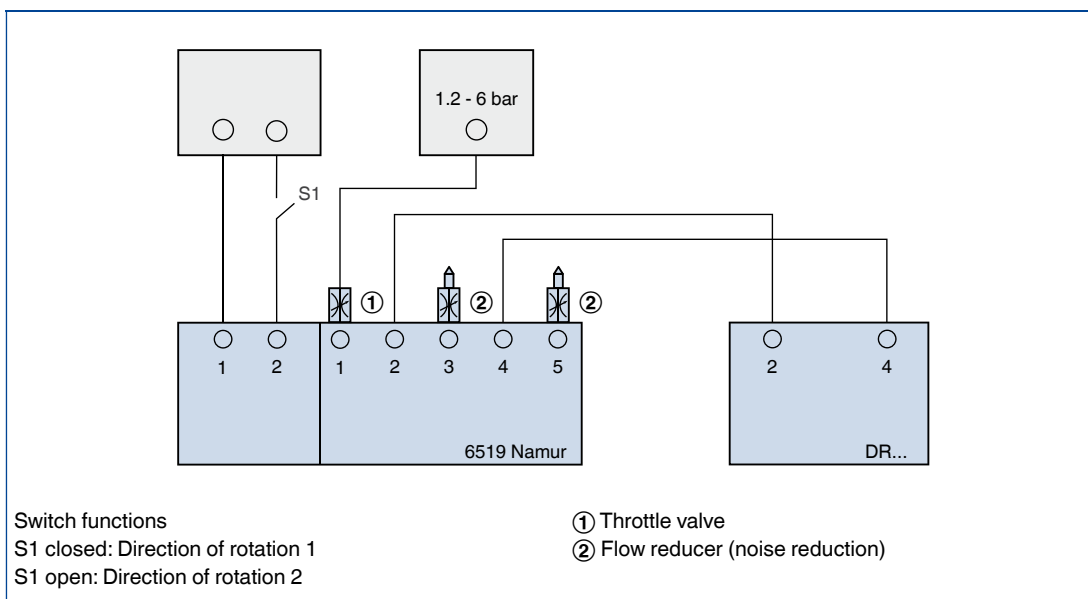 1.2 - 6 bar
S1
① ② ②
1 2 1 2 3 4 5 2 4
6519 Namur DR...
Switch functions
S1 closed: Direction of rotation 1
S1 open: Direction of rotation 2
① Throttle valve
② Flow reducer (noise reduction)